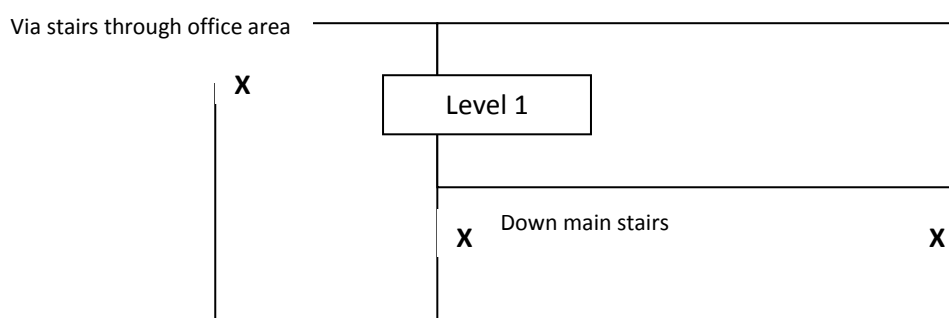 Via stairs through office area
X
Level 1
X Down main stairs X